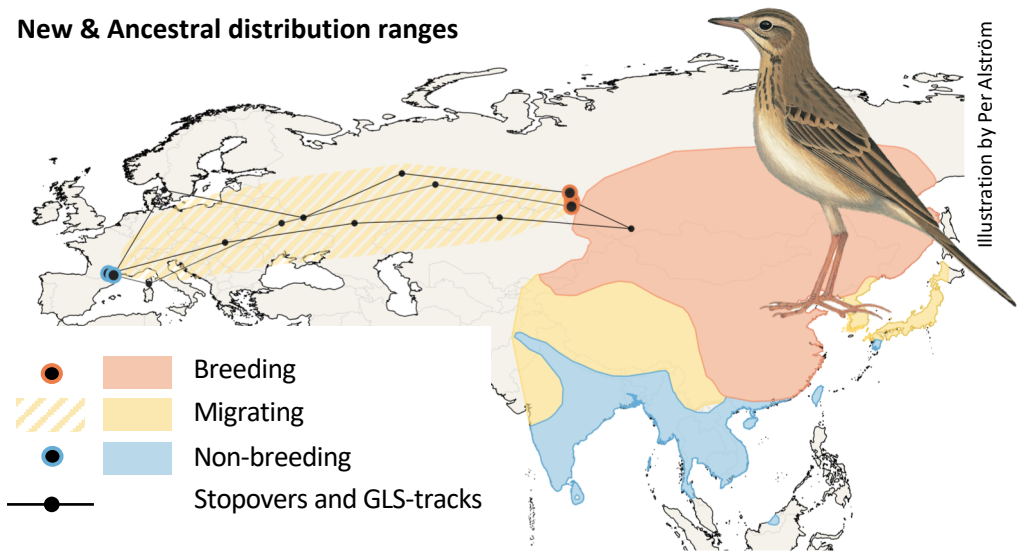 New & Ancestral distribution ranges
Illustration by Per Alström
Breeding
Migrating
Non-breeding
Stopovers and GLS-tracks